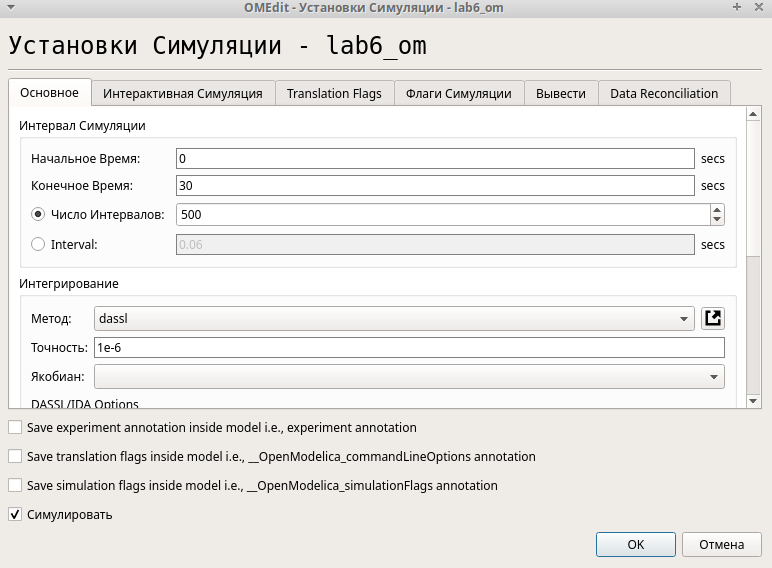 OMEdit - Установки Симуляции - lab6_om
Установки Симуляции - lab6_om
Основное Интерактивная Симуляция Translation Flags Флаги Симуляции Вывести Data Reconciliation
Интервал Симуляции
Начальное Время: 0 secs
Конечное Время: 30 secs
Число Интервалов: 500
Interval: 0.06 secs
Интегрирование
Метод: dassl
Точность: 1e-6
Якобиан:
DASSL/IDA Options
Save experiment annotation inside model i.e., experiment annotation
Save translation flags inside model i.e., __OpenModelica_commandLineOptions annotation
Save simulation flags inside model i.e., __OpenModelica_simulationFlags annotation
Симулировать
OK Отмена